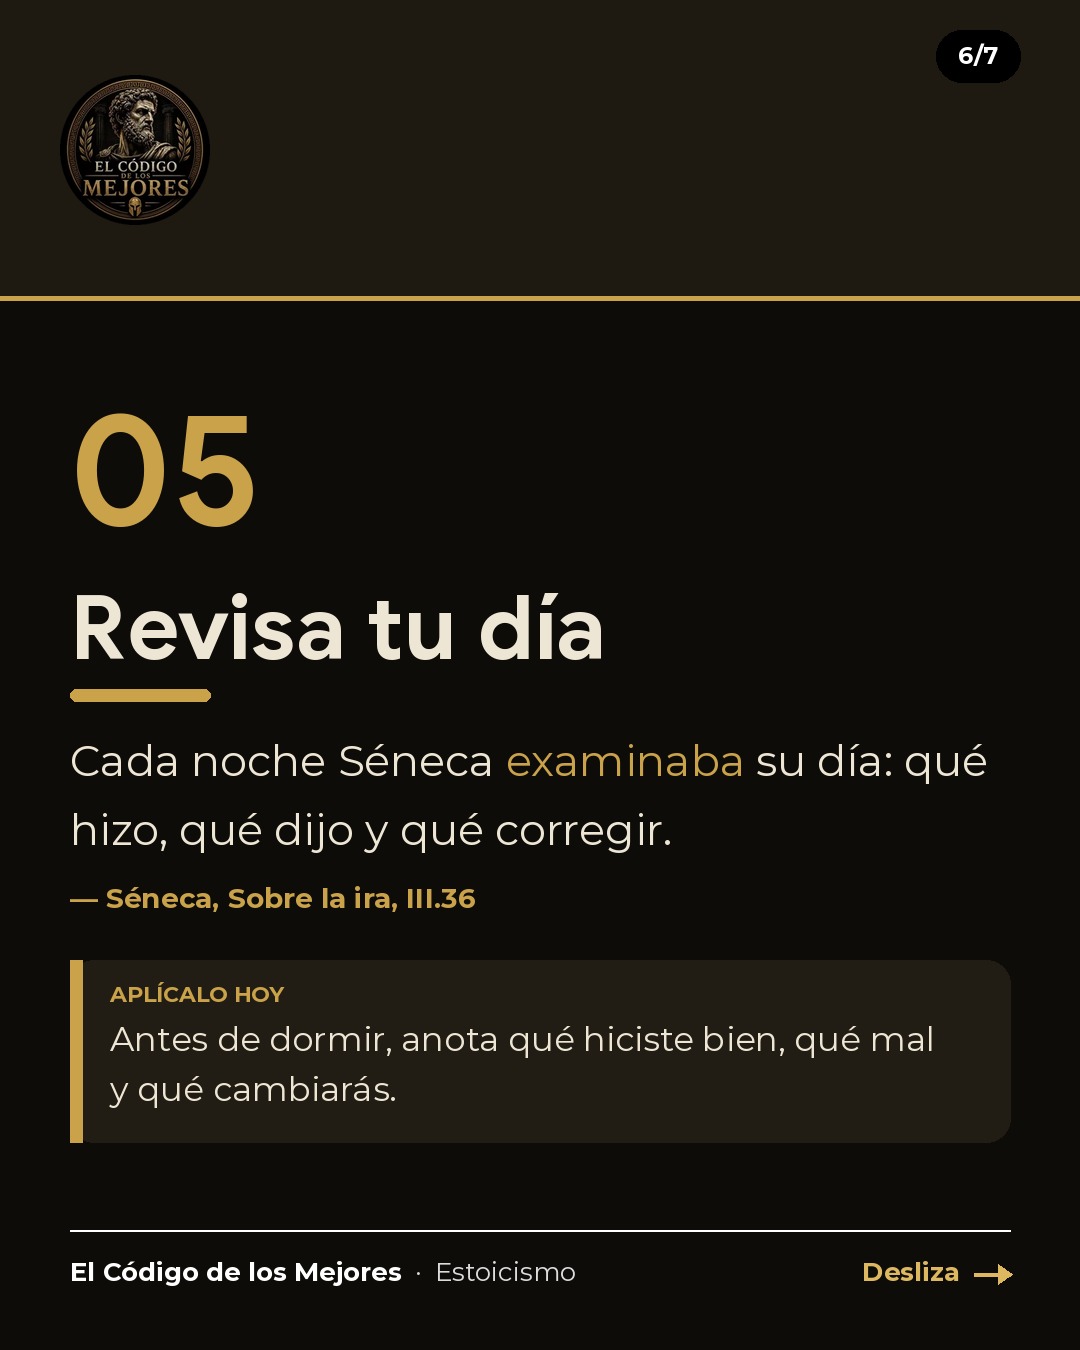 6/7
EL CÓDIGO
DE LOS
MEJORES
05
Revisa tu día
Cada noche Séneca examinaba su día: qué
hizo, qué dijo y qué corregir.
— Séneca, Sobre la ira, III.36
APLÍCALO HOY
Antes de dormir, anota qué hiciste bien, qué mal
y qué cambiarás.
El Código de los Mejores · Estoicismo
Desliza